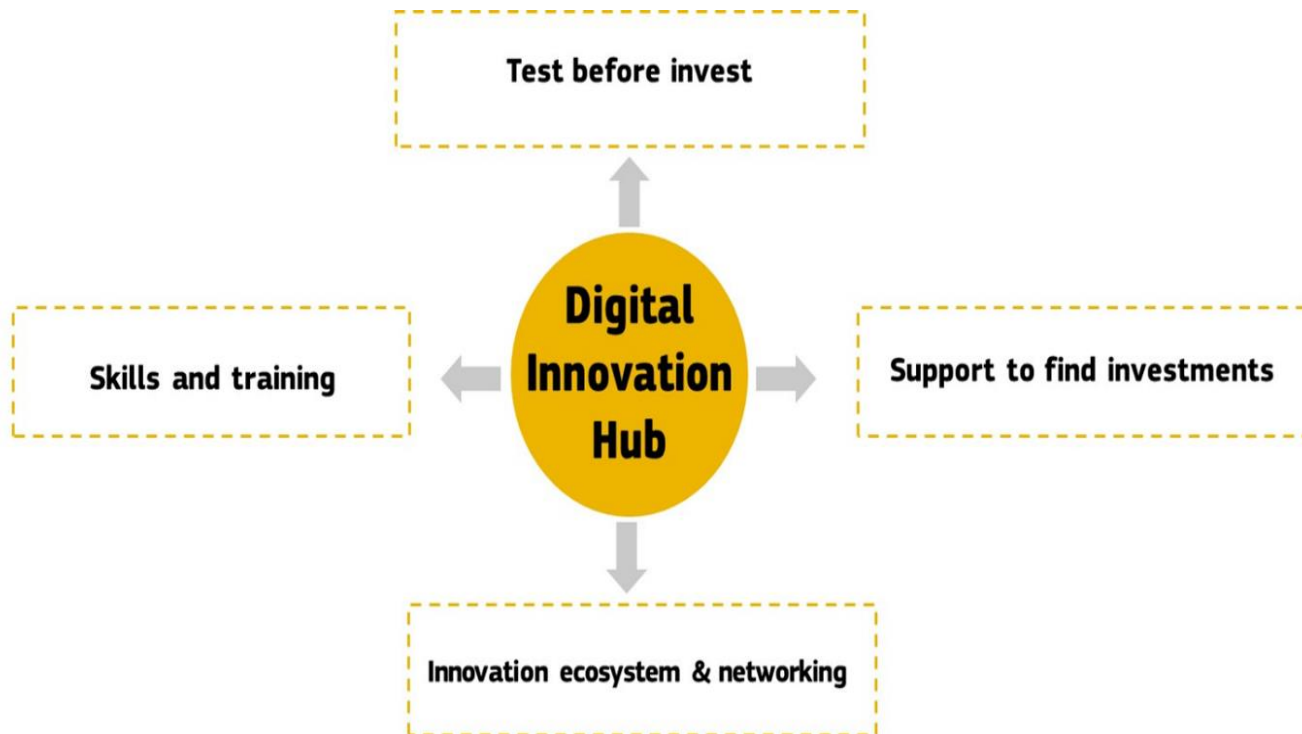 Test before invest
Digital
Innovation
Hub
Skills and training
Support to find investments
Innovation ecosystem & networking